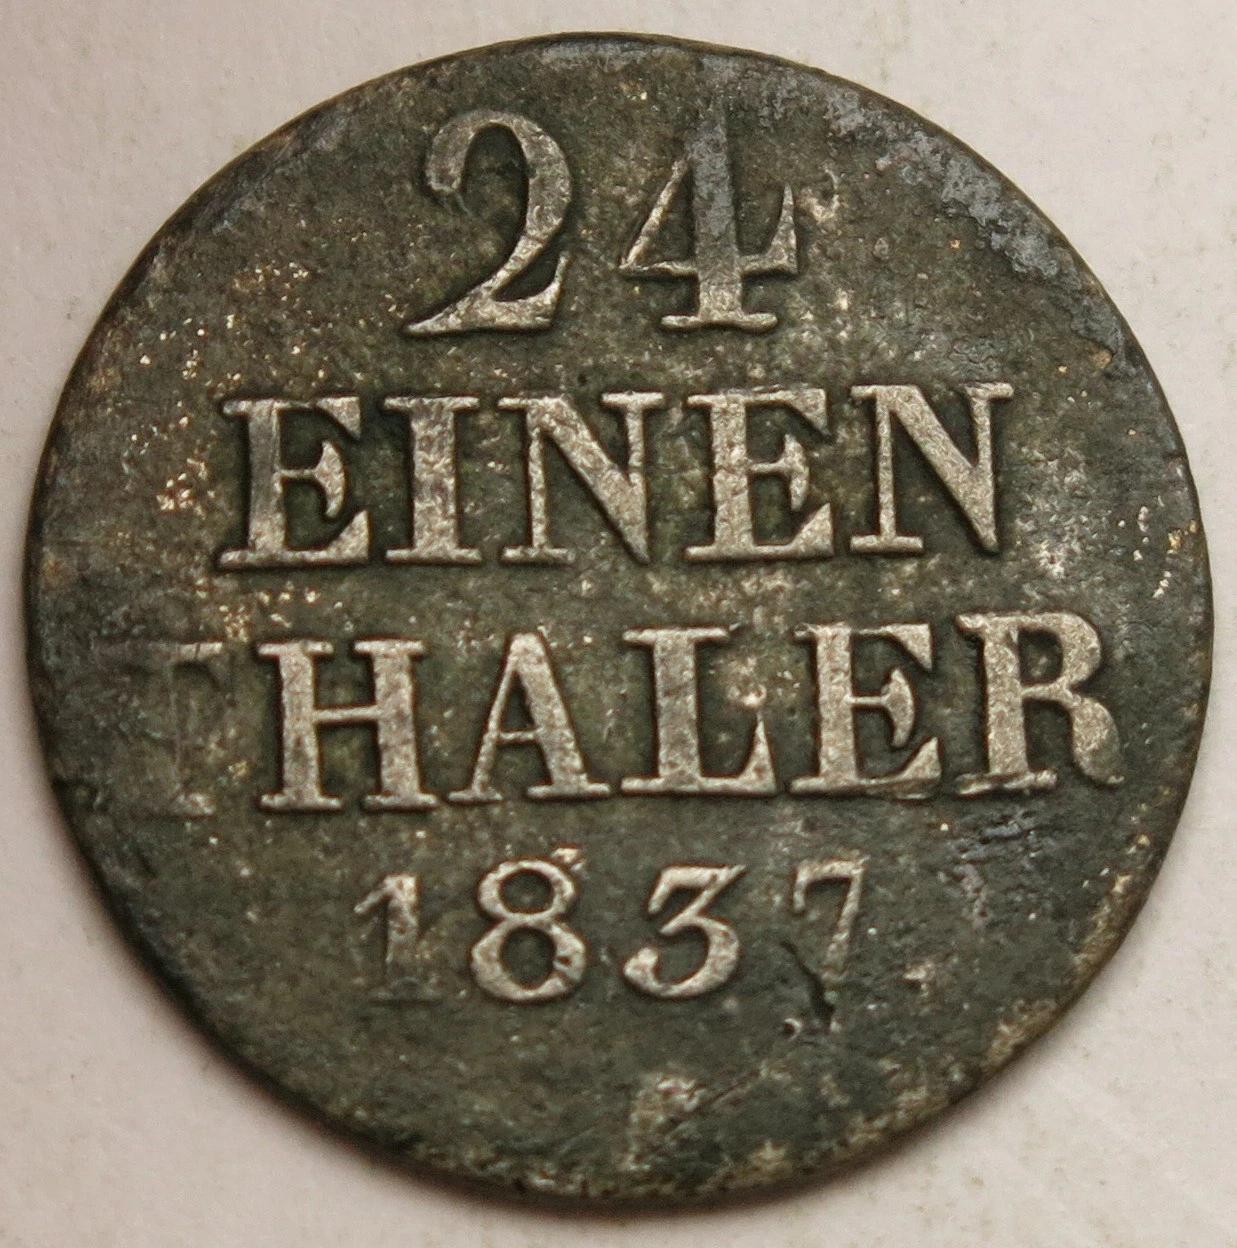 24
EINEN
THALER
1837